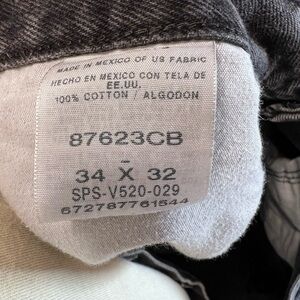 MADE IN MEXICO OF US FABRIC
HECHO EN MEXICO CON TELA DE
EE.UU.
100% COTTON / ALGODON
87623CB
-
34 X 32
SPS-V520-029
672787761544